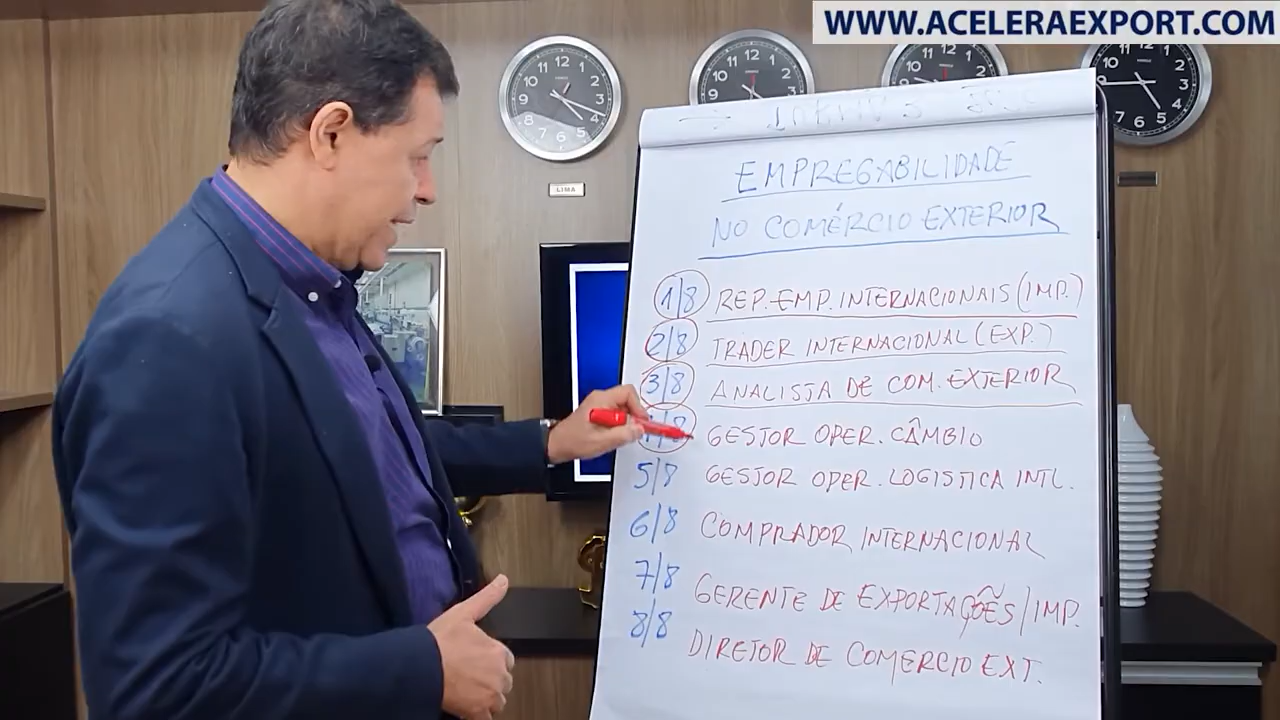 WWW.ACELERAEXPORT.COM
LIMA
EMPREGABILIDADE
NO COMÉRCIO EXTERIOR
1/8 REP. EMP. INTERNACIONAIS (IMP.)
2/8 TRADER INTERNACIONAL (EXP.)
3/8 ANALISTA DE COM. EXTERIOR
GESTOR OPER. CÂMBIO
5/8 GESTOR OPER. LOGISTICA INTL.
6/8 COMPRADOR INTERNACIONAL
7/8 GERENTE DE EXPORTAÇÕES/IMP.
8/8 DIRETOR DE COMERCIO EXT.